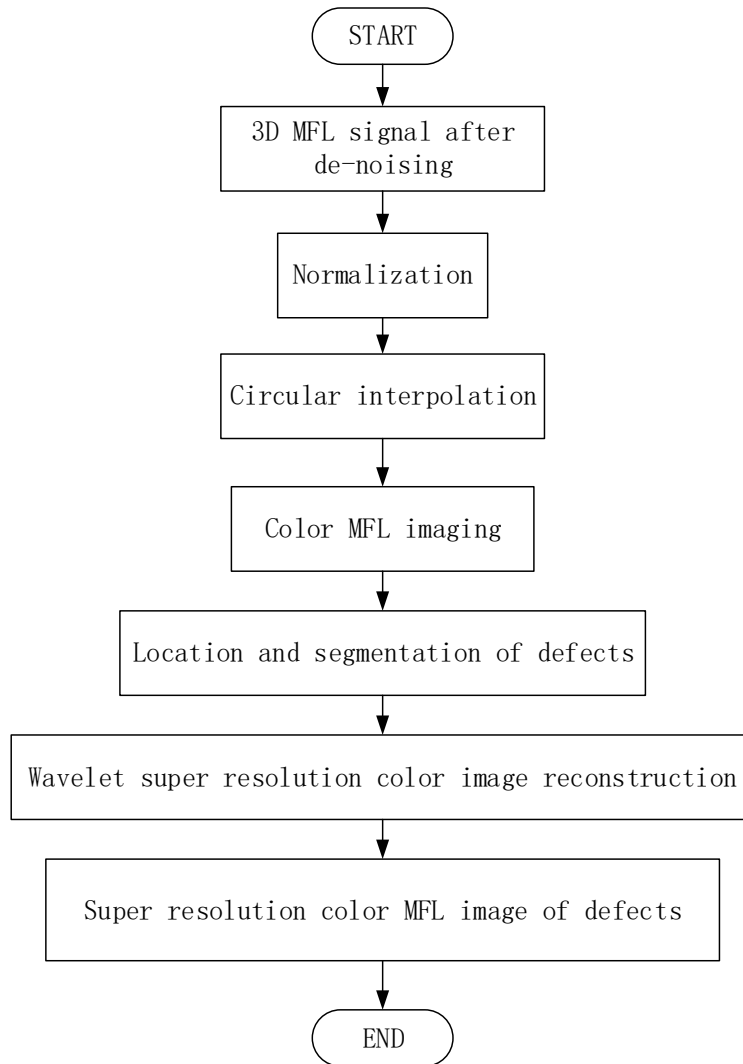 START
3D MFL signal after
de-noising
Normalization
Circular interpolation
Color MFL imaging
Location and segmentation of defects
Wavelet super resolution color image reconstruction
Super resolution color MFL image of defects
END